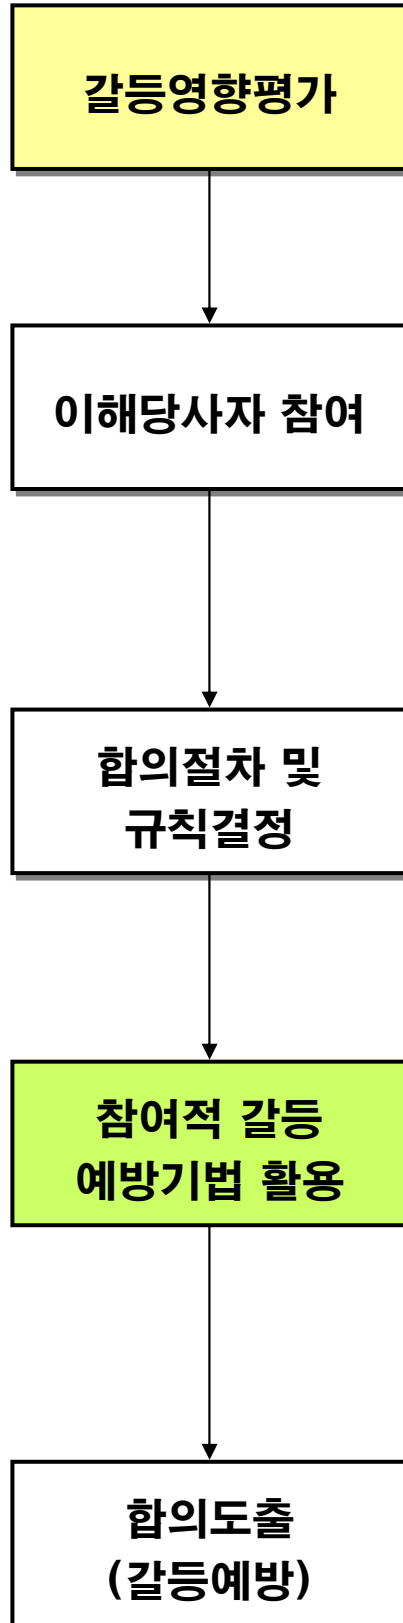 갈등영향평가
이해당사자 참여
합의절차 및
규칙결정
참여적 갈등
예방기법 활용
합의도출
(갈등예방)